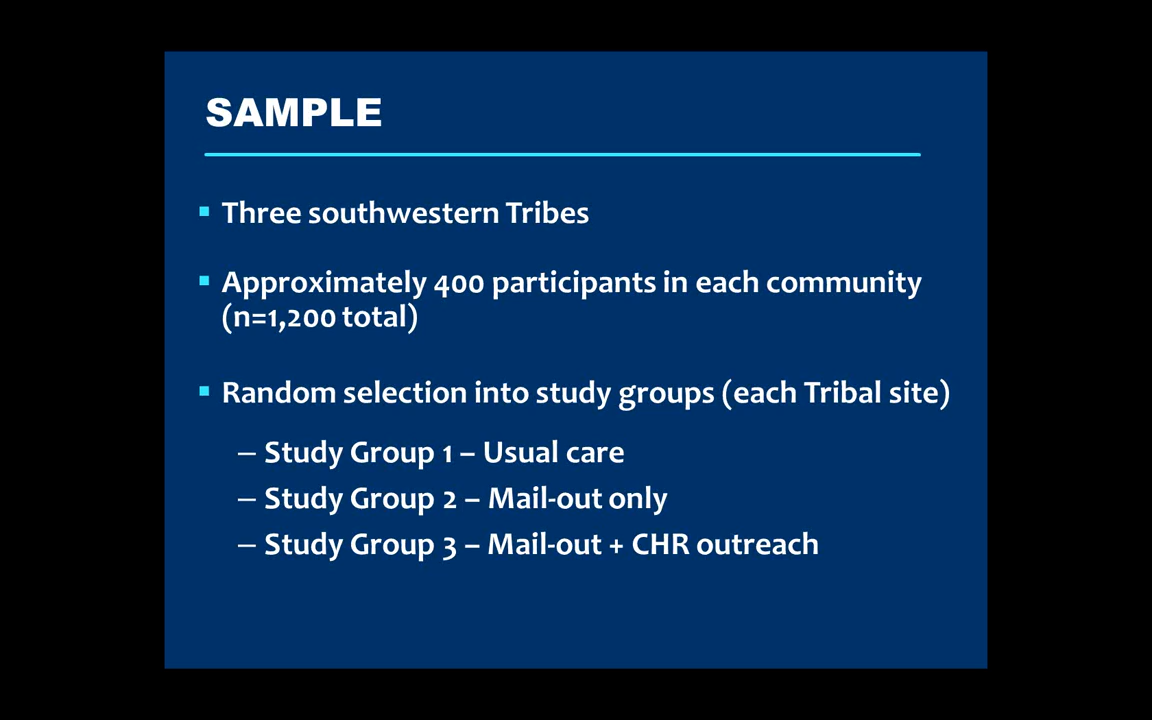 SAMPLE
▪ Three southwestern Tribes
▪ Approximately 400 participants in each community
(n=1,200 total)
▪ Random selection into study groups (each Tribal site)
– Study Group 1 – Usual care
– Study Group 2 – Mail-out only
– Study Group 3 – Mail-out + CHR outreach